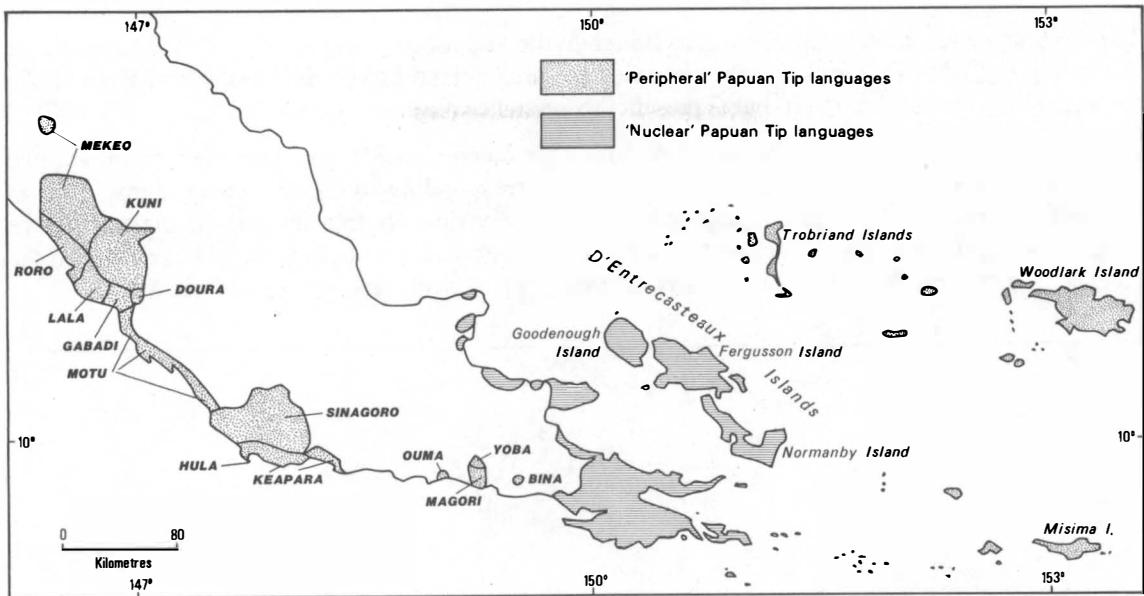 147°
150°
153°
'Peripheral' Papuan Tip languages
'Nuclear' Papuan Tip languages
MEKEO
KUNI
RORO
DOURA
LALA
GABADI
MOTU
SINAGORO
HULA
KEAPARA
OUMA
YOBA
MAGORI
BINA
Trobriand Islands
Woodlark Island
D'Entrecasteaux
Islands
Goodenough
Island
Fergusson Island
Normanby Island
Misima I.
10°
10°
0 80
Kilometres
147°
150°
153°